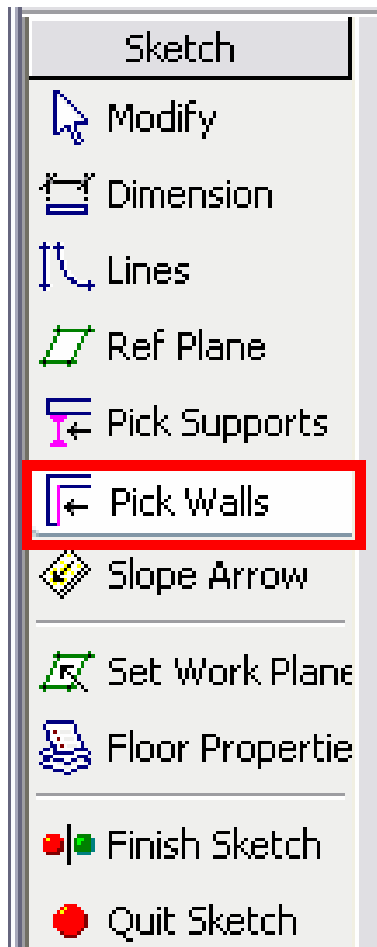 Sketch
Modify
Dimension
Lines
Ref Plane
Pick Supports
Pick Walls
Slope Arrow
Set Work Plane
Floor Propertie
Finish Sketch
Quit Sketch